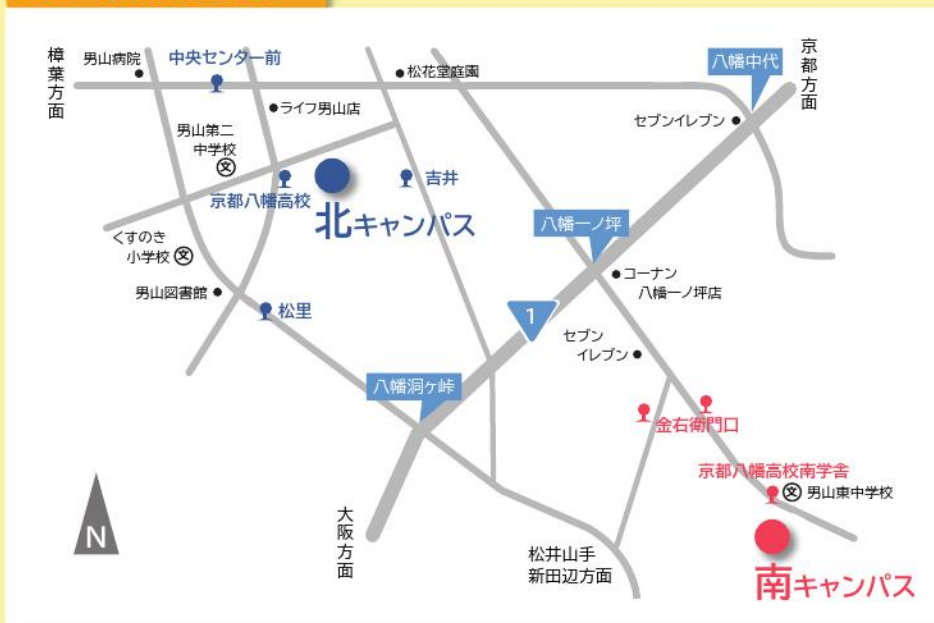 樟葉方面
男山病院
中央センター前
松花堂庭園
八幡中代
京都方面
ライフ男山店
セブンイレブン
男山第二
中学校
文
京都八幡高校
吉井
北キャンパス
八幡一ノ坪
くすのき
小学校
文
コーナン
八幡一ノ坪店
男山図書館
松里
1
セブン
イレブン
八幡洞ヶ峠
金右衛門口
京都八幡高校南学舎
文
男山東中学校
N
大阪方面
松井山手
新田辺方面
南キャンパス